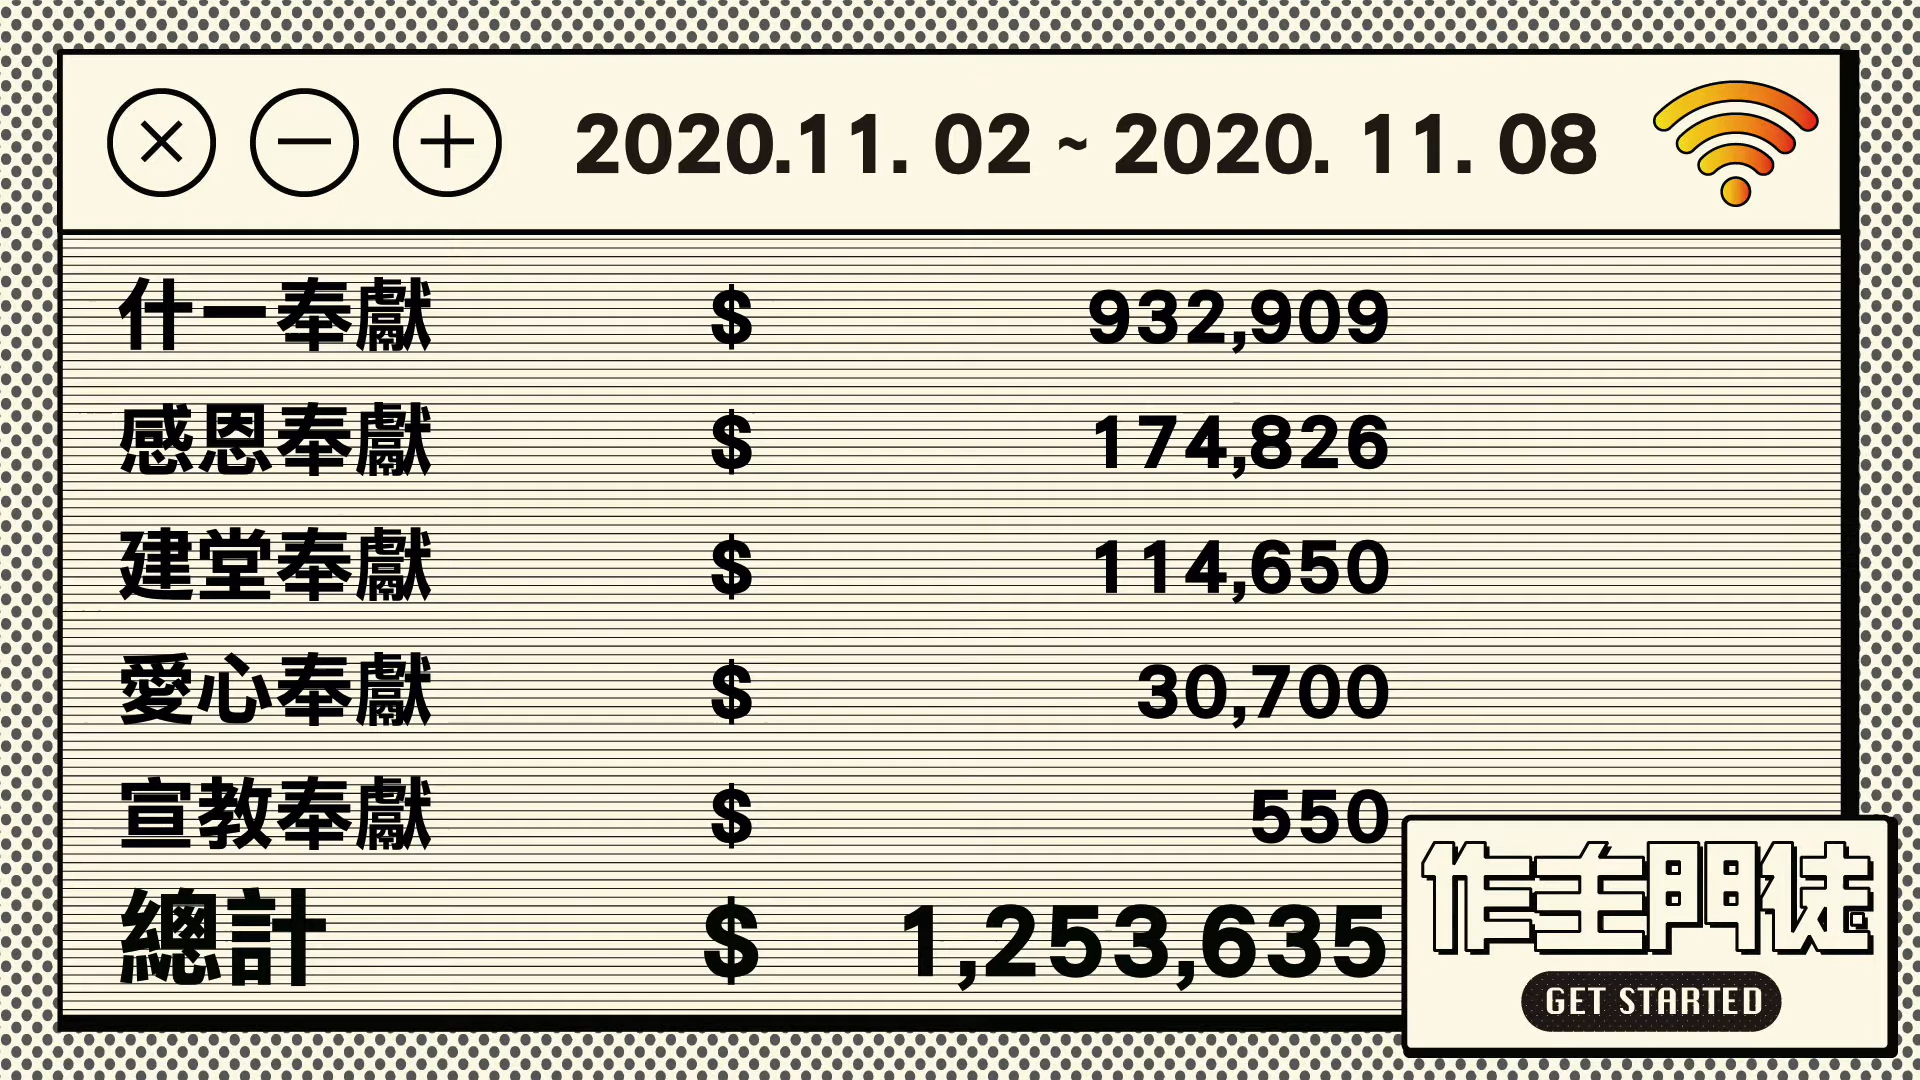 2020.11. 02 ~ 2020. 11. 08
什一奉獻 $ 932,909
感恩奉獻 $ 174,826
建堂奉獻 $ 114,650
愛心奉獻 $ 30,700
宣教奉獻 $ 550
總計 $ 1,253,635
作主門徒
GET STARTED